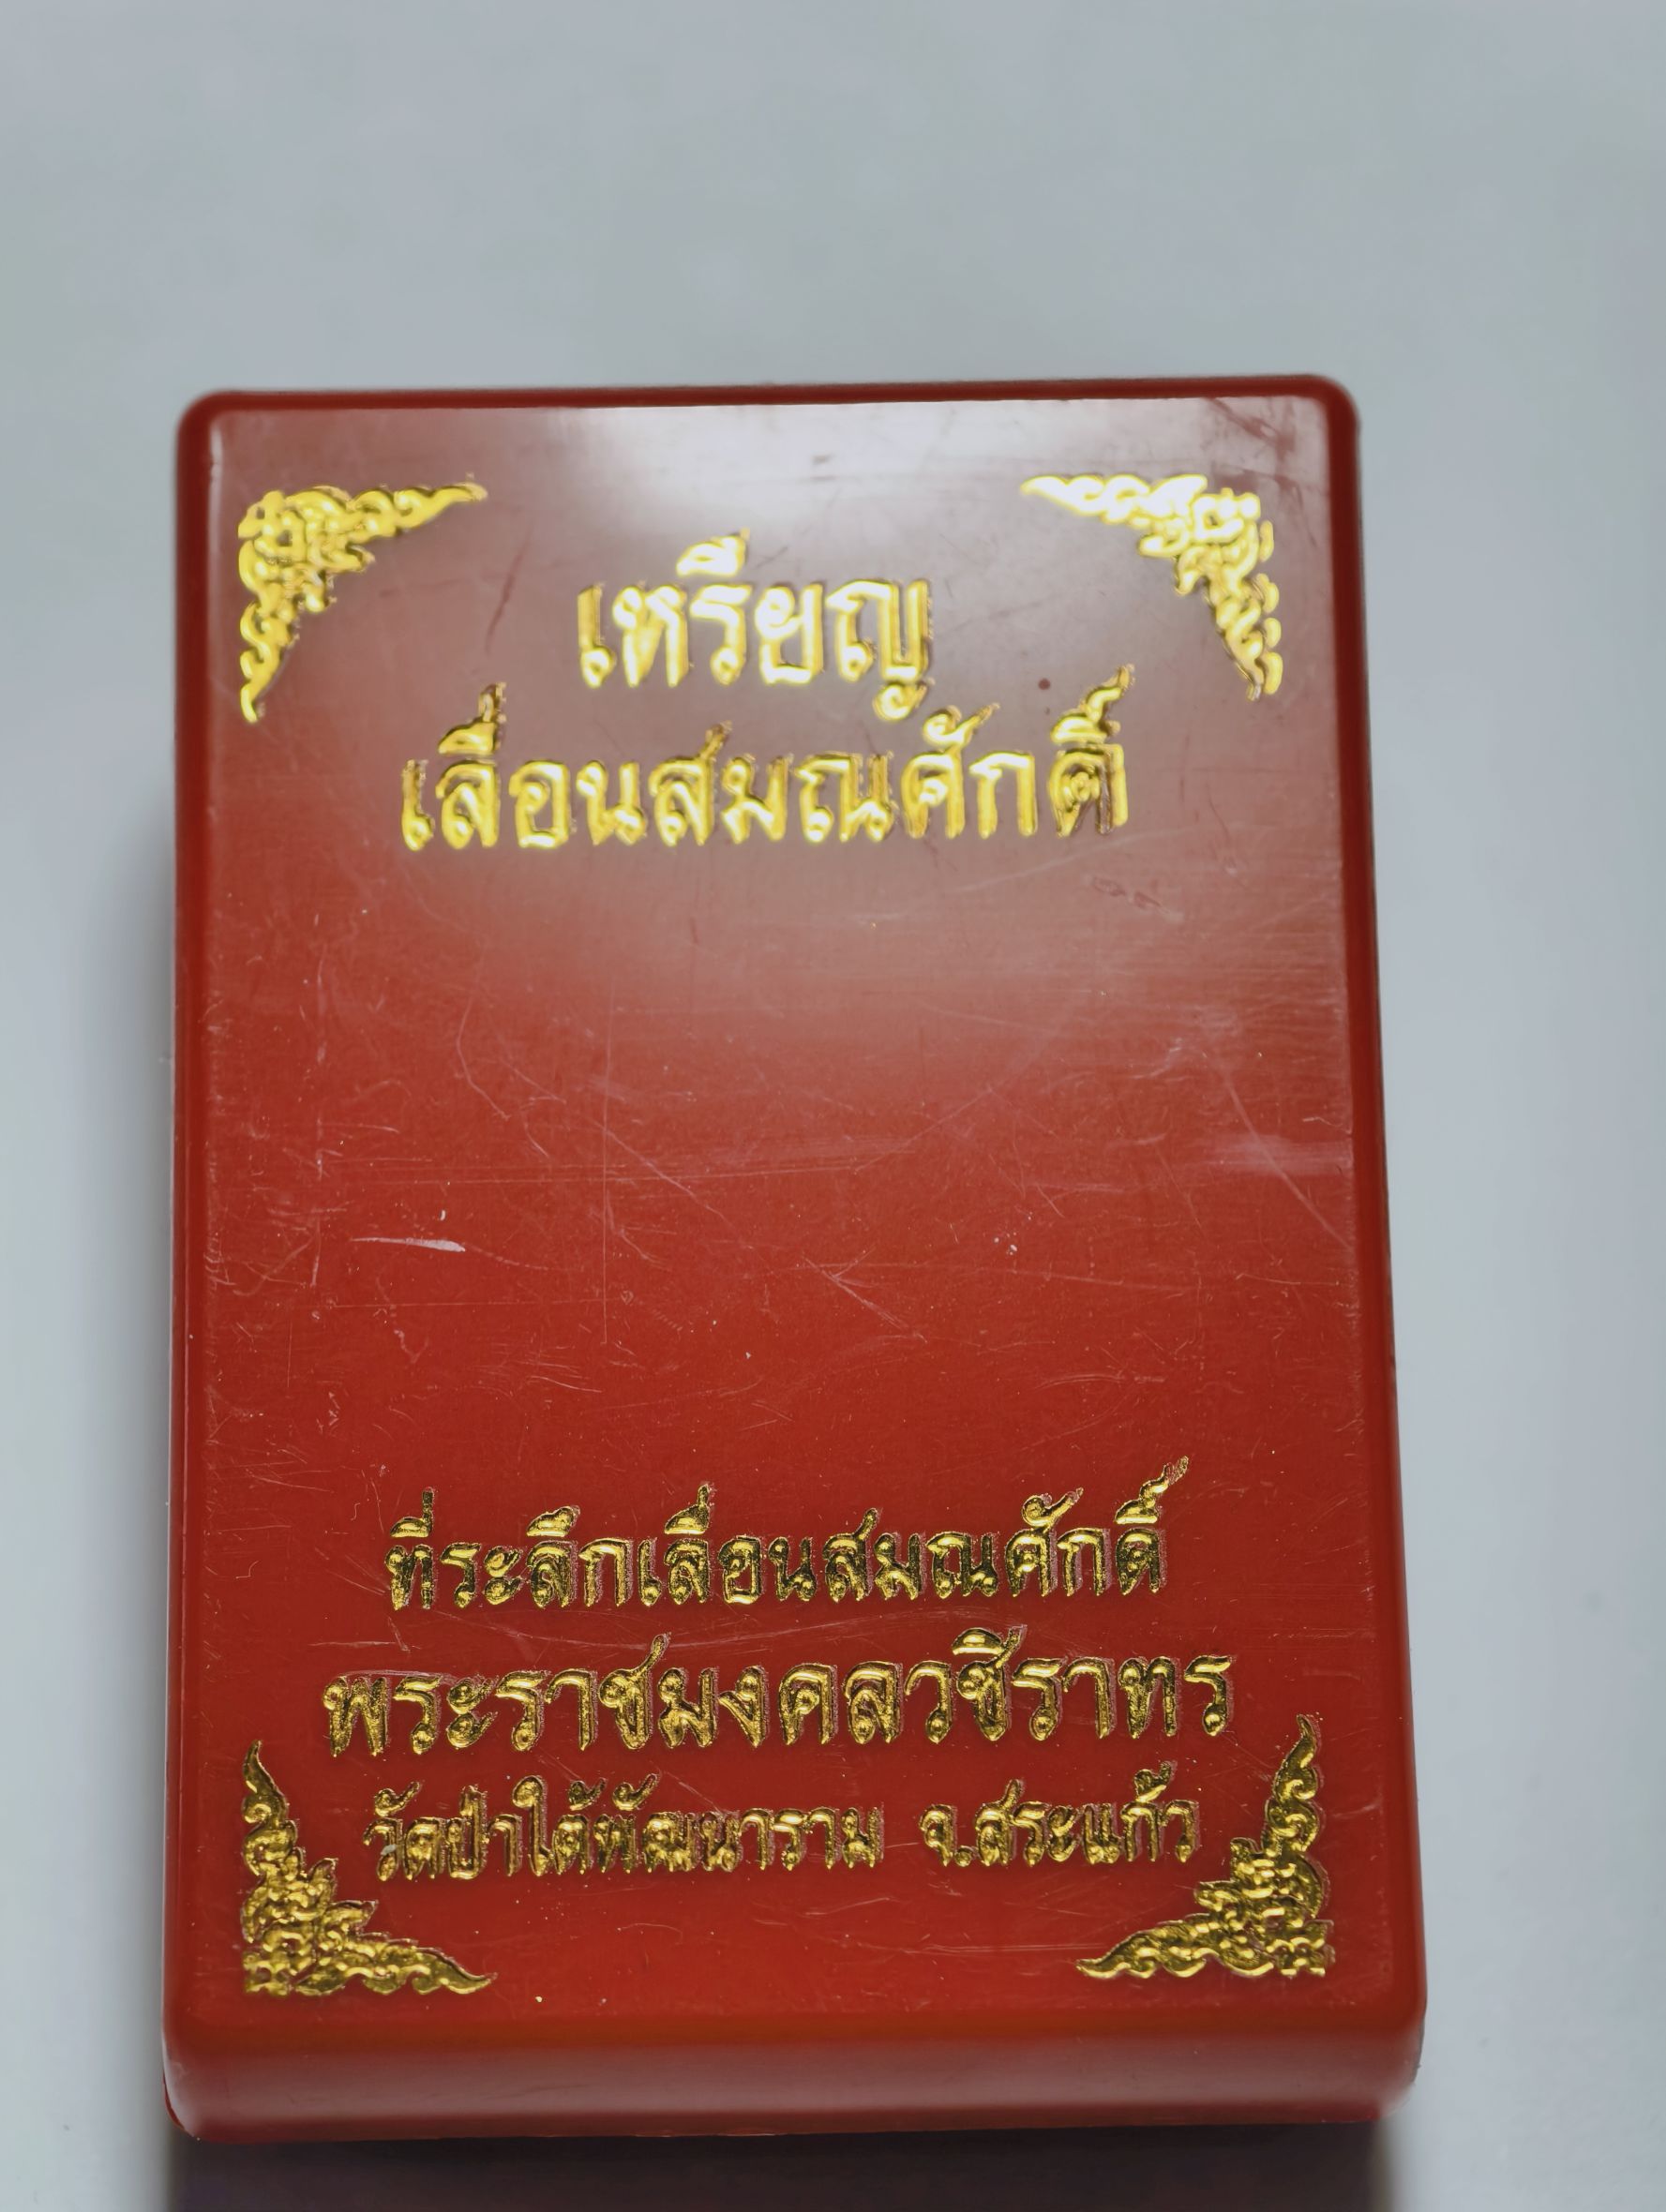 เหรียญ
เลื่อนสมณศักดิ์
ที่ระลึกเลื่อนสมณศักดิ์
พระราชมงคลวชิราทร
วัดป่าใต้พัฒนาราม จ.สระแก้ว